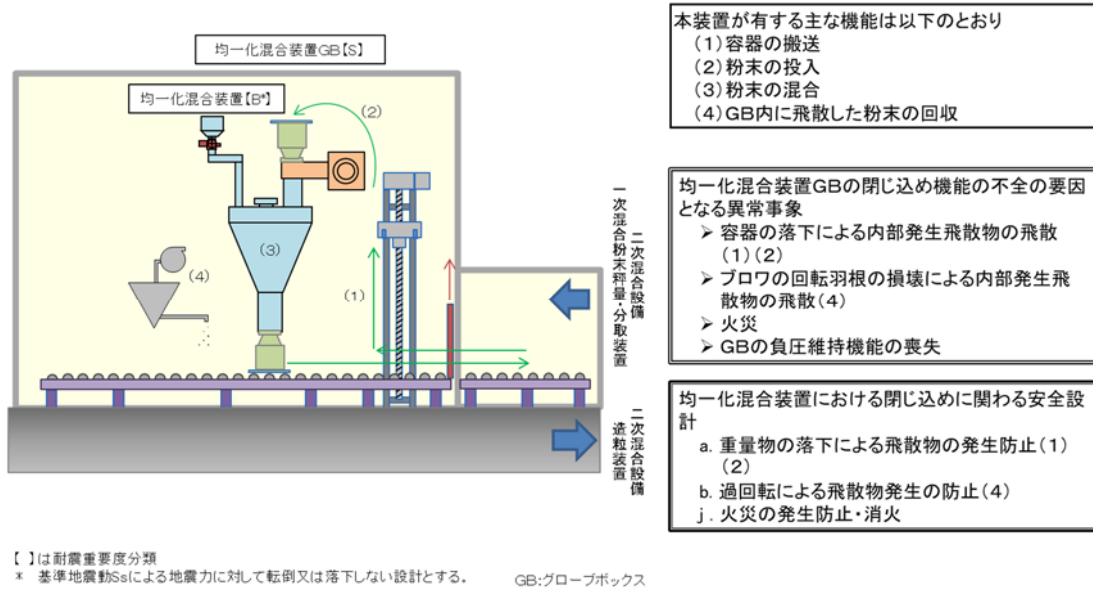 均一化混合装置GB【S】
均一化混合装置【B*】
(2)
(3)
(4)
(1)
一次混合粉末秤量・分取装置
二次混合設備
造粒装置
二次混合設備
本装置が有する主な機能は以下のとおり
(1)容器の搬送
(2)粉末の投入
(3)粉末の混合
(4)GB内に飛散した粉末の回収
均一化混合装置GBの閉じ込め機能の不全の要因
となる異常事象
➢ 容器の落下による内部発生飛散物の飛散
(1)(2)
➢ ブロワの回転羽根の損壊による内部発生飛
散物の飛散(4)
➢ 火災
➢ GBの負圧維持機能の喪失
均一化混合装置における閉じ込めに関わる安全設
計
a. 重量物の落下による飛散物の発生防止(1)
(2)
b. 過回転による飛散物発生の防止(4)
j. 火災の発生防止・消火
【 】は耐震重要度分類
* 基準地震動Ssによる地震力に対して転倒又は落下しない設計とする。
GB:グローブボックス